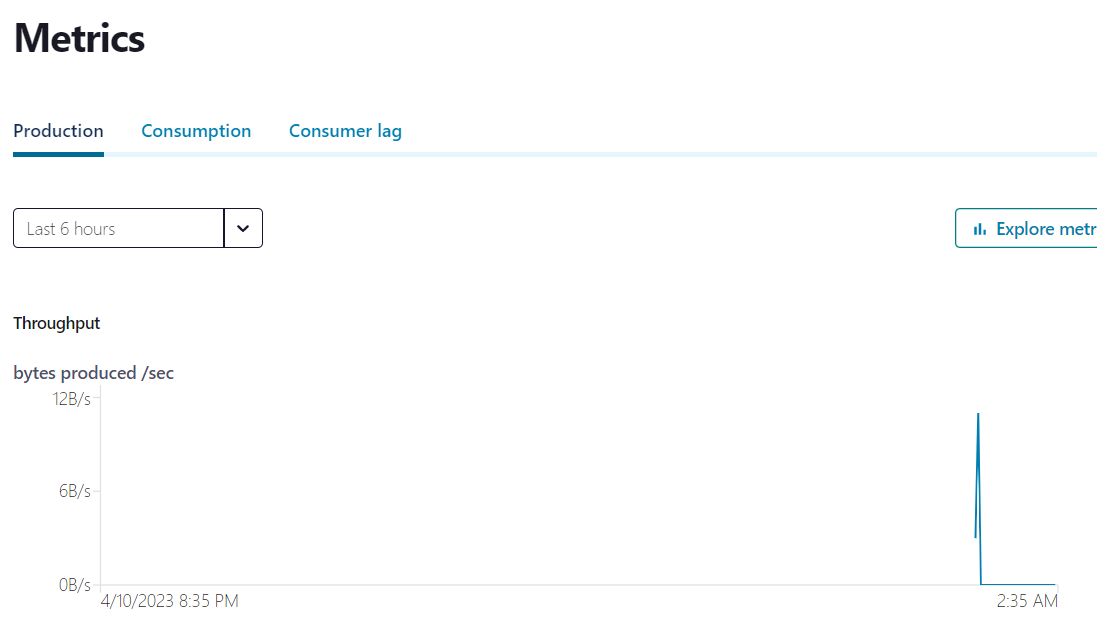 Metrics
Production Consumption Consumer lag
Last 6 hours
Explore metr
Throughput
bytes produced /sec
12B/s
6B/s
0B/s
4/10/2023 8:35 PM 2:35 AM